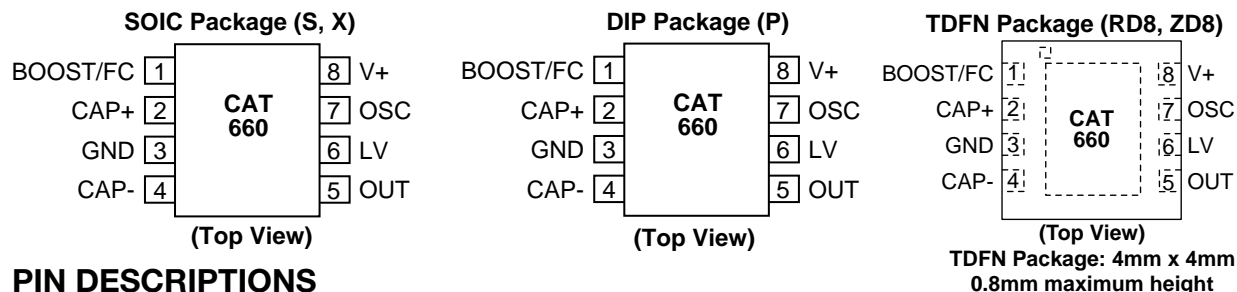 SOIC Package (S, X)
BOOST/FC 1 8 V+
CAP+ 2 7 OSC
GND 3 6 LV
CAP- 4 5 OUT
CAT
660
(Top View)
DIP Package (P)
BOOST/FC 1 8 V+
CAP+ 2 7 OSC
GND 3 6 LV
CAP- 4 5 OUT
CAT
660
(Top View)
TDFN Package (RD8, ZD8)
BOOST/FC 1 8 V+
CAP+ 2 7 OSC
GND 3 6 LV
CAP- 4 5 OUT
CAT
660
(Top View)
TDFN Package: 4mm x 4mm
0.8mm maximum height
PIN DESCRIPTIONS